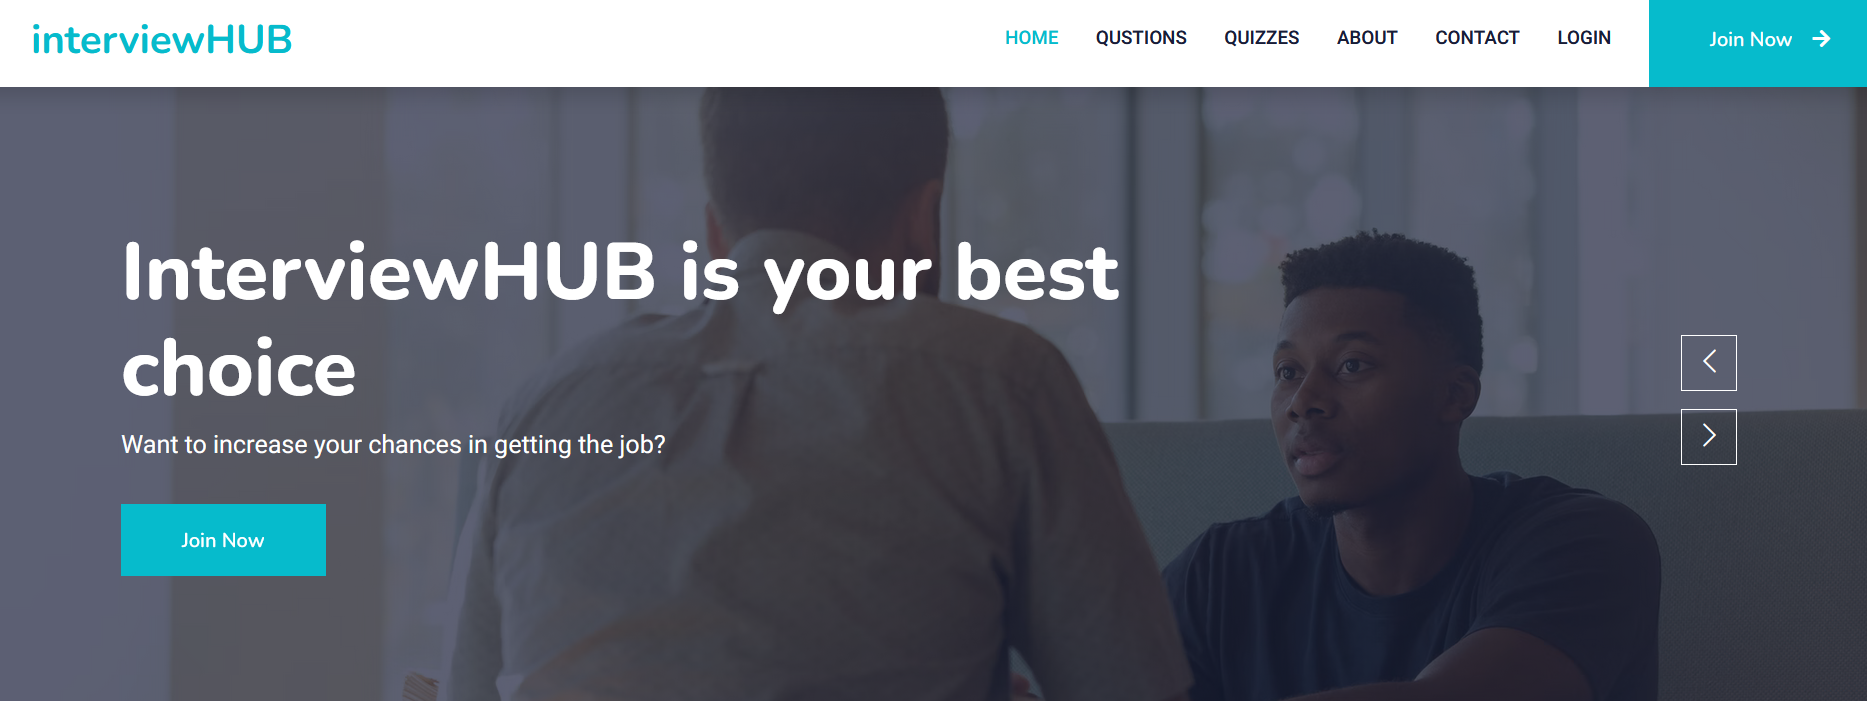 interviewHUB
HOME QUSTIONS QUIZZES ABOUT CONTACT LOGIN Join Now
InterviewHUB is your best
choice
Want to increase your chances in getting the job?
Join Now